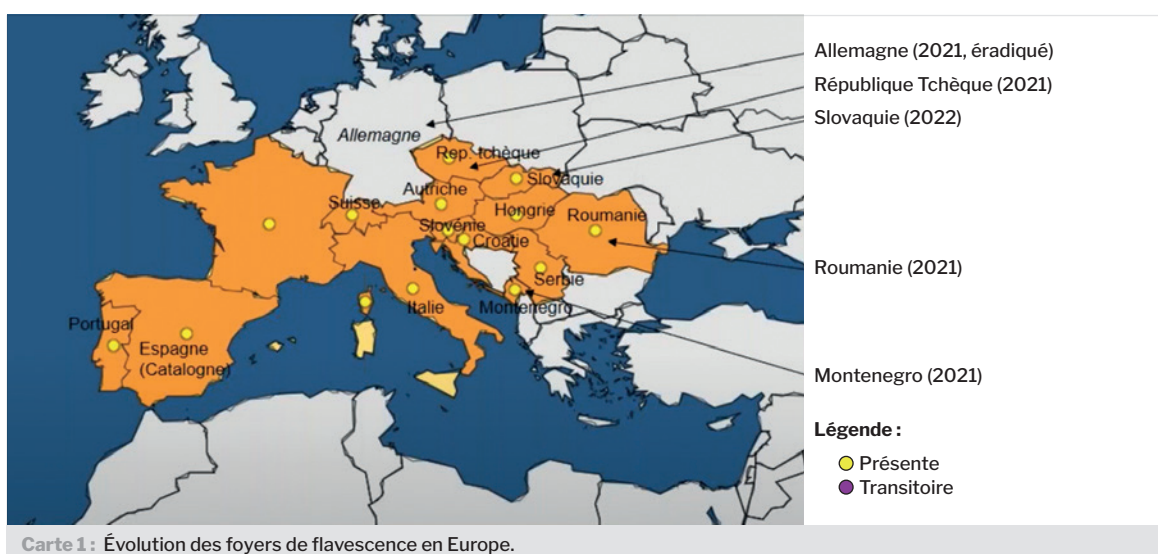 Allemagne (2021, éradiqué)
République Tchèque (2021)
Slovaquie (2022)
Roumanie (2021)
Montenegro (2021)
Légende :
Présente
Transitoire
Allemagne
Rep. tchèque
Slovaquie
Autriche
Suisse
Hongrie
Roumanie
Slovénie
Croatie
Serbie
Italie
Montenegro
Portugal
Espagne
(Catalogne)
Carte 1 : Évolution des foyers de flavescence en Europe.